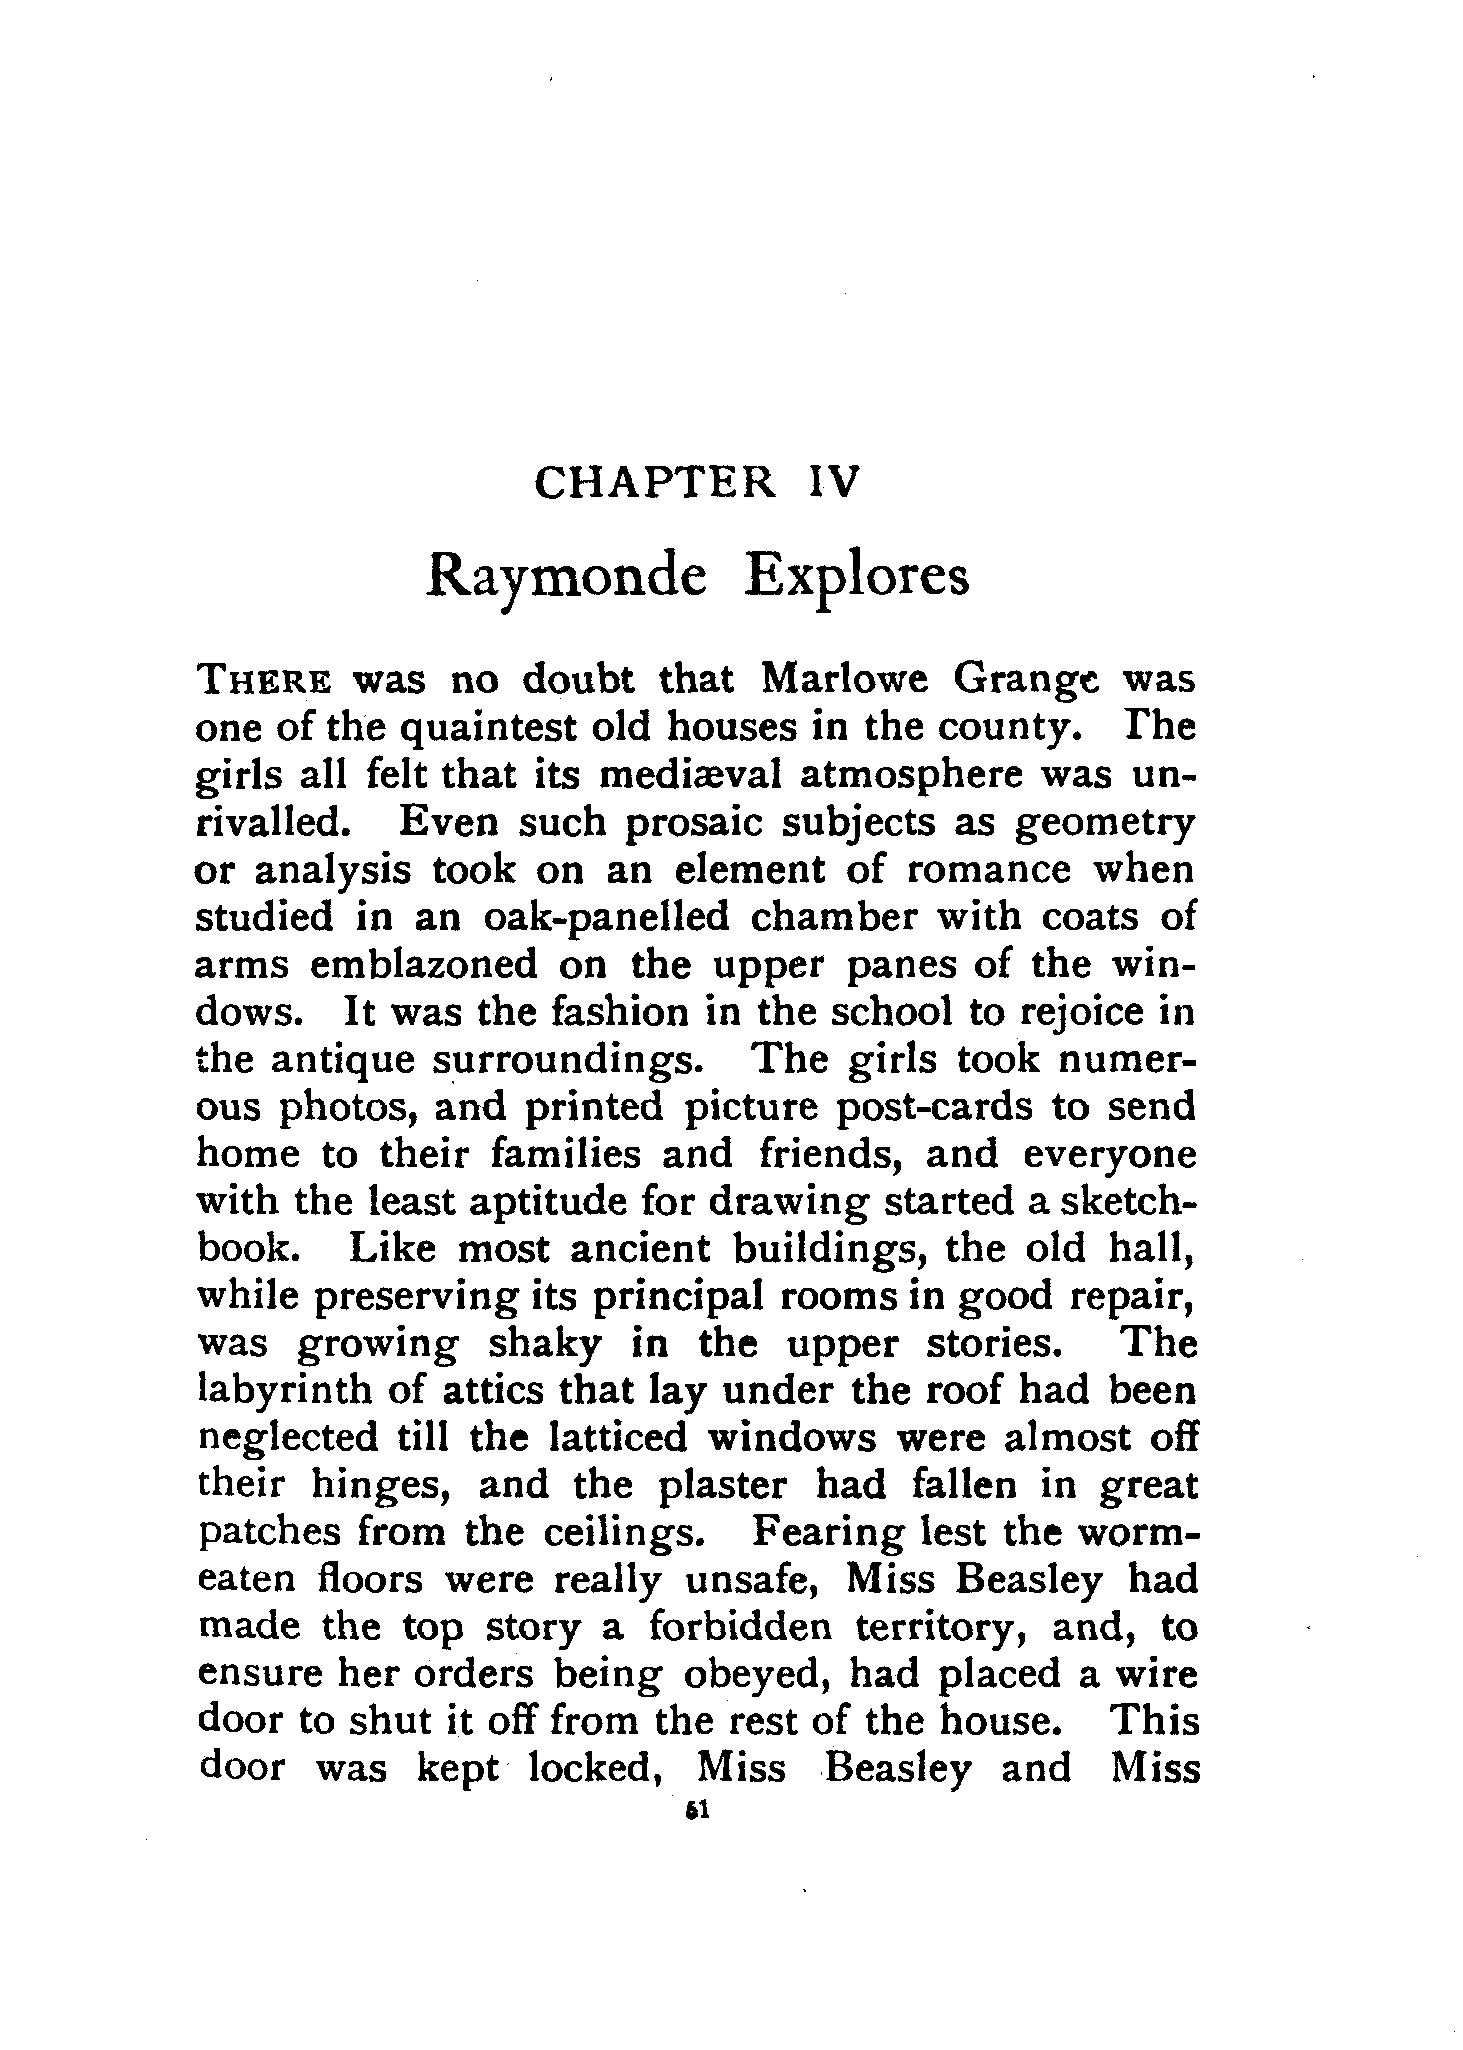 CHAPTER IV
Raymonde Explores
THERE was no doubt that Marlowe Grange was
one of the quaintest old houses in the county. The
girls all felt that its mediæval atmosphere was un-
rivalled. Even such prosaic subjects as geometry
or analysis took on an element of romance when
studied in an oak-panelled chamber with coats of
arms emblazoned on the upper panes of the win-
dows. It was the fashion in the school to rejoice in
the antique surroundings. The girls took numer-
ous photos, and printed picture post-cards to send
home to their families and friends, and everyone
with the least aptitude for drawing started a sketch-
book. Like most ancient buildings, the old hall,
while preserving its principal rooms in good repair,
was growing shaky in the upper stories. The
labyrinth of attics that lay under the roof had been
neglected till the latticed windows were almost off
their hinges, and the plaster had fallen in great
patches from the ceilings. Fearing lest the worm-
eaten floors were really unsafe, Miss Beasley had
made the top story a forbidden territory, and, to
ensure her orders being obeyed, had placed a wire
door to shut it off from the rest of the house. This
door was kept locked, Miss Beasley and Miss
51